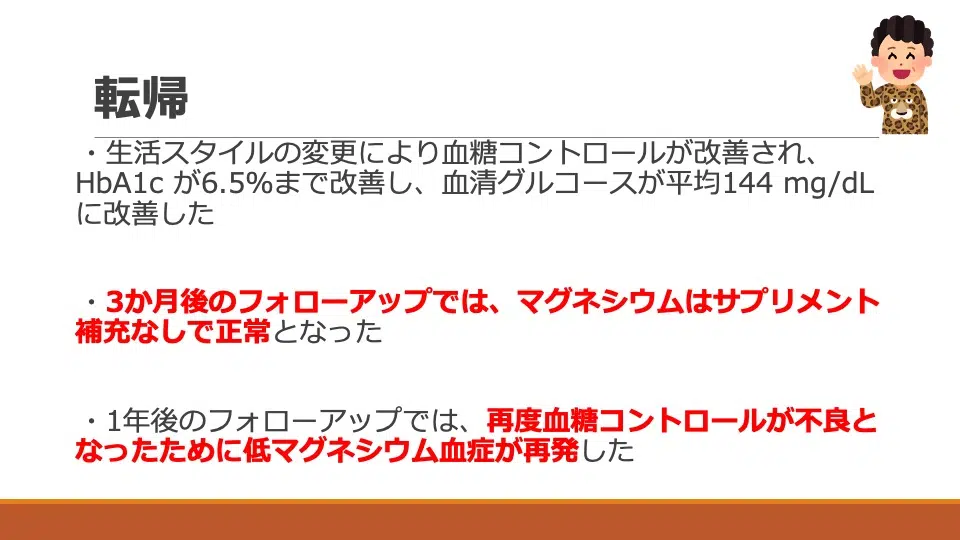 転帰
・生活スタイルの変更により血糖コントロールが改善され、
HbA1c が6.5%まで改善し、血清グルコースが平均144 mg/dL
に改善した
・3か月後のフォローアップでは、マグネシウムはサプリメント
補充なしで正常となった
・1年後のフォローアップでは、再度血糖コントロールが不良と
なったために低マグネシウム血症が再発した